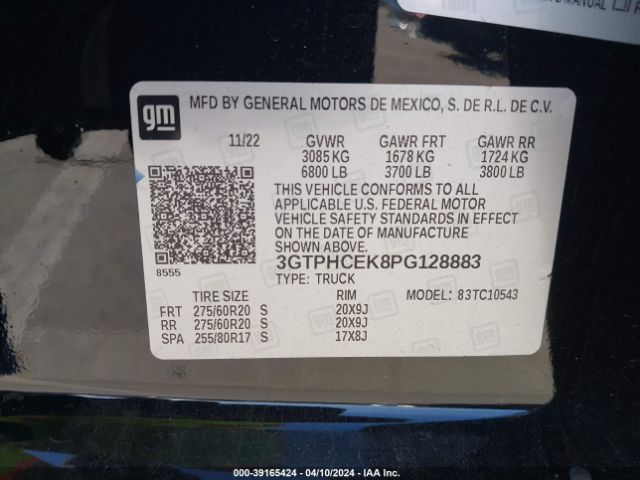 MANUAL
gm
MFD BY GENERAL MOTORS DE MEXICO, S. DE R.L. DE C.V.
11/22 GVWR GAWR FRT GAWR RR
3085 KG 1678 KG 1724 KG
6800 LB 3700 LB 3800 LB
THIS VEHICLE CONFORMS TO ALL
APPLICABLE U.S. FEDERAL MOTOR
VEHICLE SAFETY STANDARDS IN EFFECT
ON THE DATE OF MANUFACTURE
SHOWN ABOVE.
8555
3GTPHCEK8PG128883
TYPE: TRUCK
TIRE SIZE RIM MODEL: 83TC10543
FRT 275/60R20 S 20X9J
RR 275/60R20 S 20X9J
SPA 255/80R17 S 17X8J
000-39165424 - 04/10/2024 - IAA Inc.